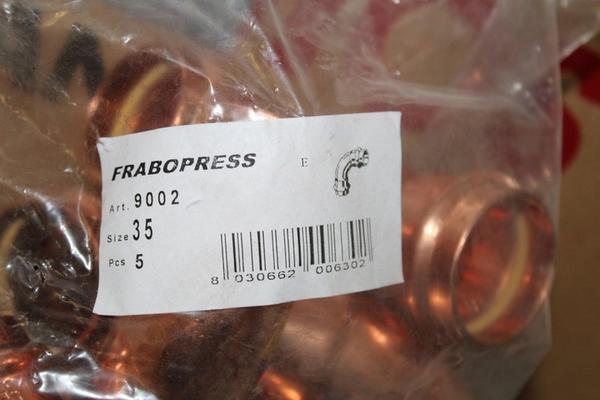 FRABOPRESS E
Art. 9002
Size 35
Pcs 5
8 030662 006302